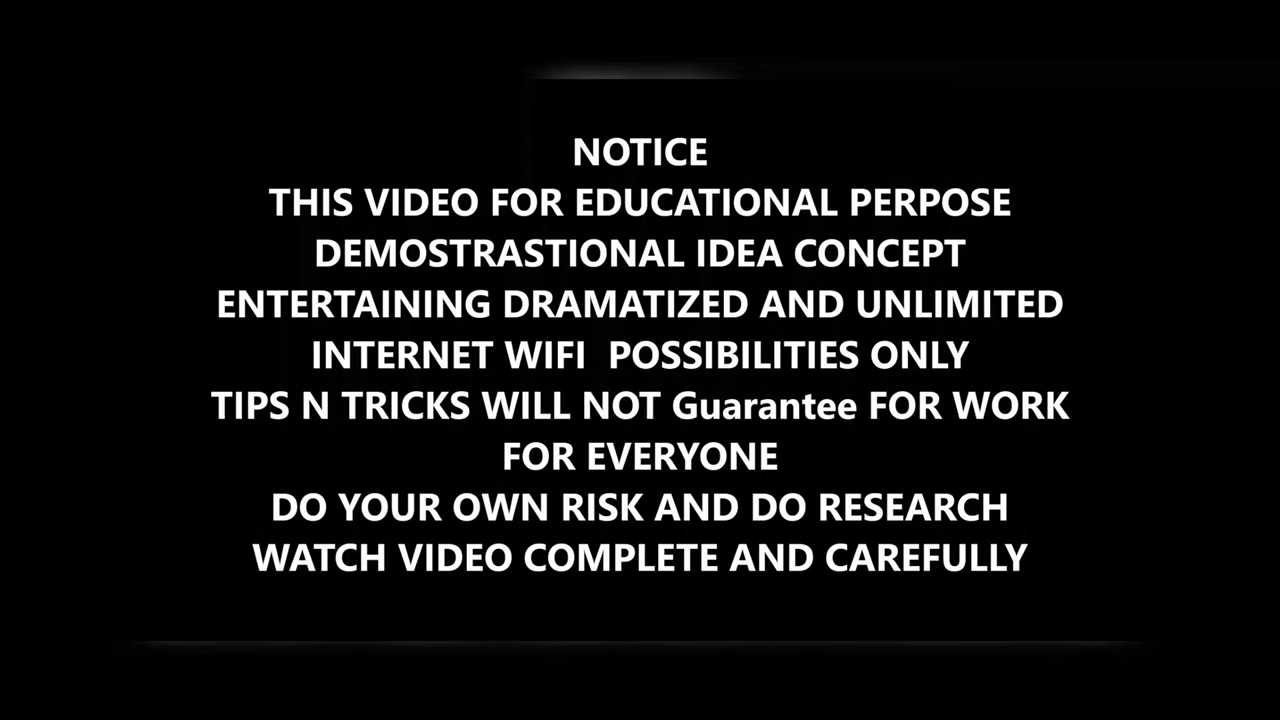 NOTICE
THIS VIDEO FOR EDUCATIONAL PERPOSE
DEMOSTRASTIONAL IDEA CONCEPT
ENTERTAINING DRAMATIZED AND UNLIMITED
INTERNET WIFI  POSSIBILITIES ONLY
TIPS N TRICKS WILL NOT Guarantee FOR WORK
FOR EVERYONE
DO YOUR OWN RISK AND DO RESEARCH
WATCH VIDEO COMPLETE AND CAREFULLY